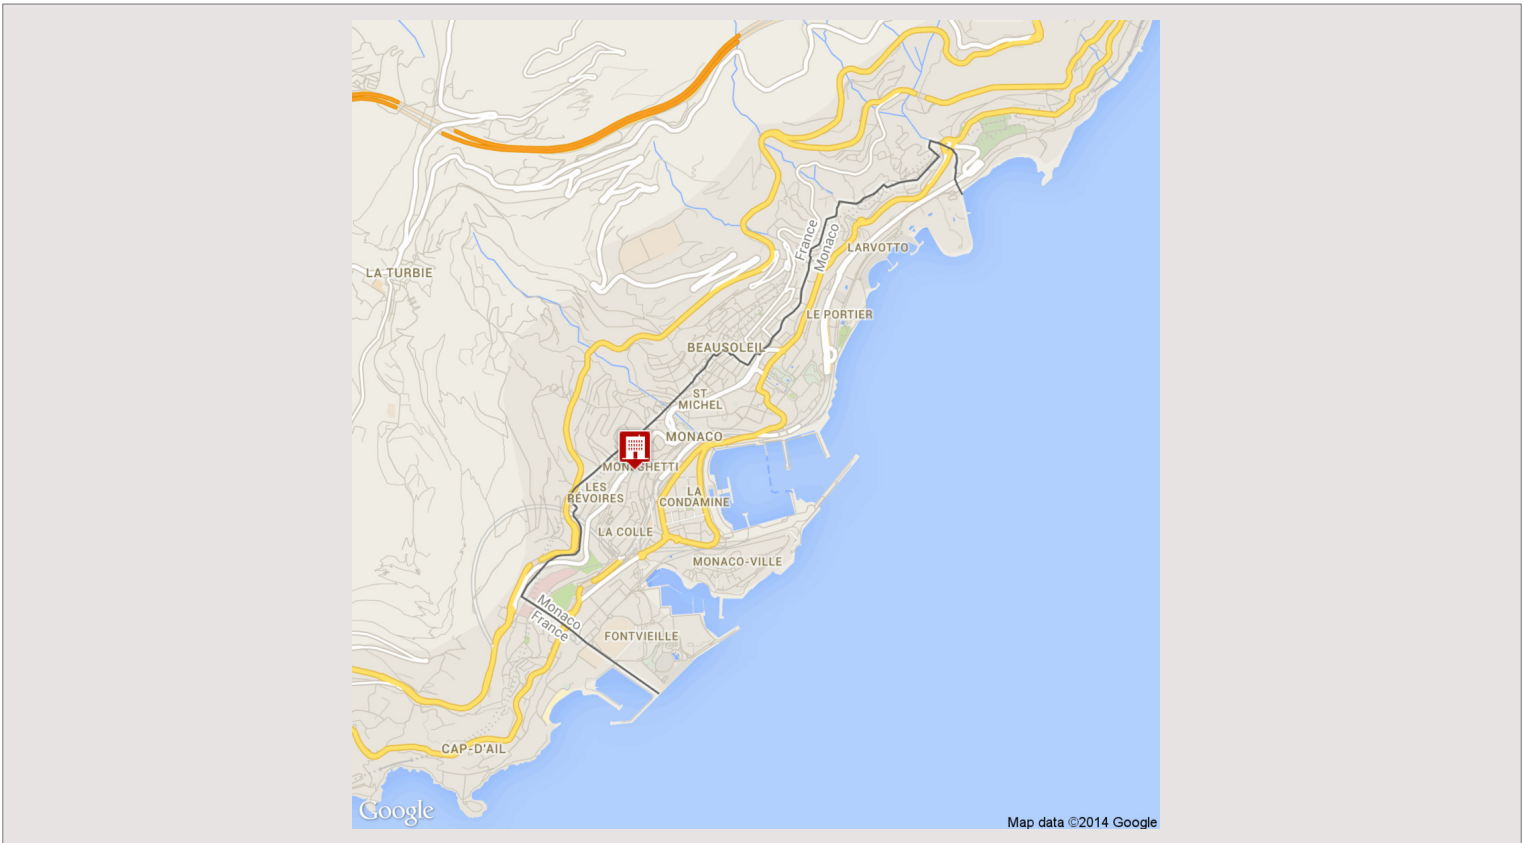 France
Monaco
LARVOTTO
LA TURBIE
LE PORTIER
BEAUSOLEIL
ST
MICHEL
MONACO
MONEGHETTI
LES
RÉVOIRES
LA
CONDAMINE
LA COLLE
MONACO-VILLE
Monaco
France
FONTVIEILLE
CAP-D'AIL
Google
Map data ©2014 Google